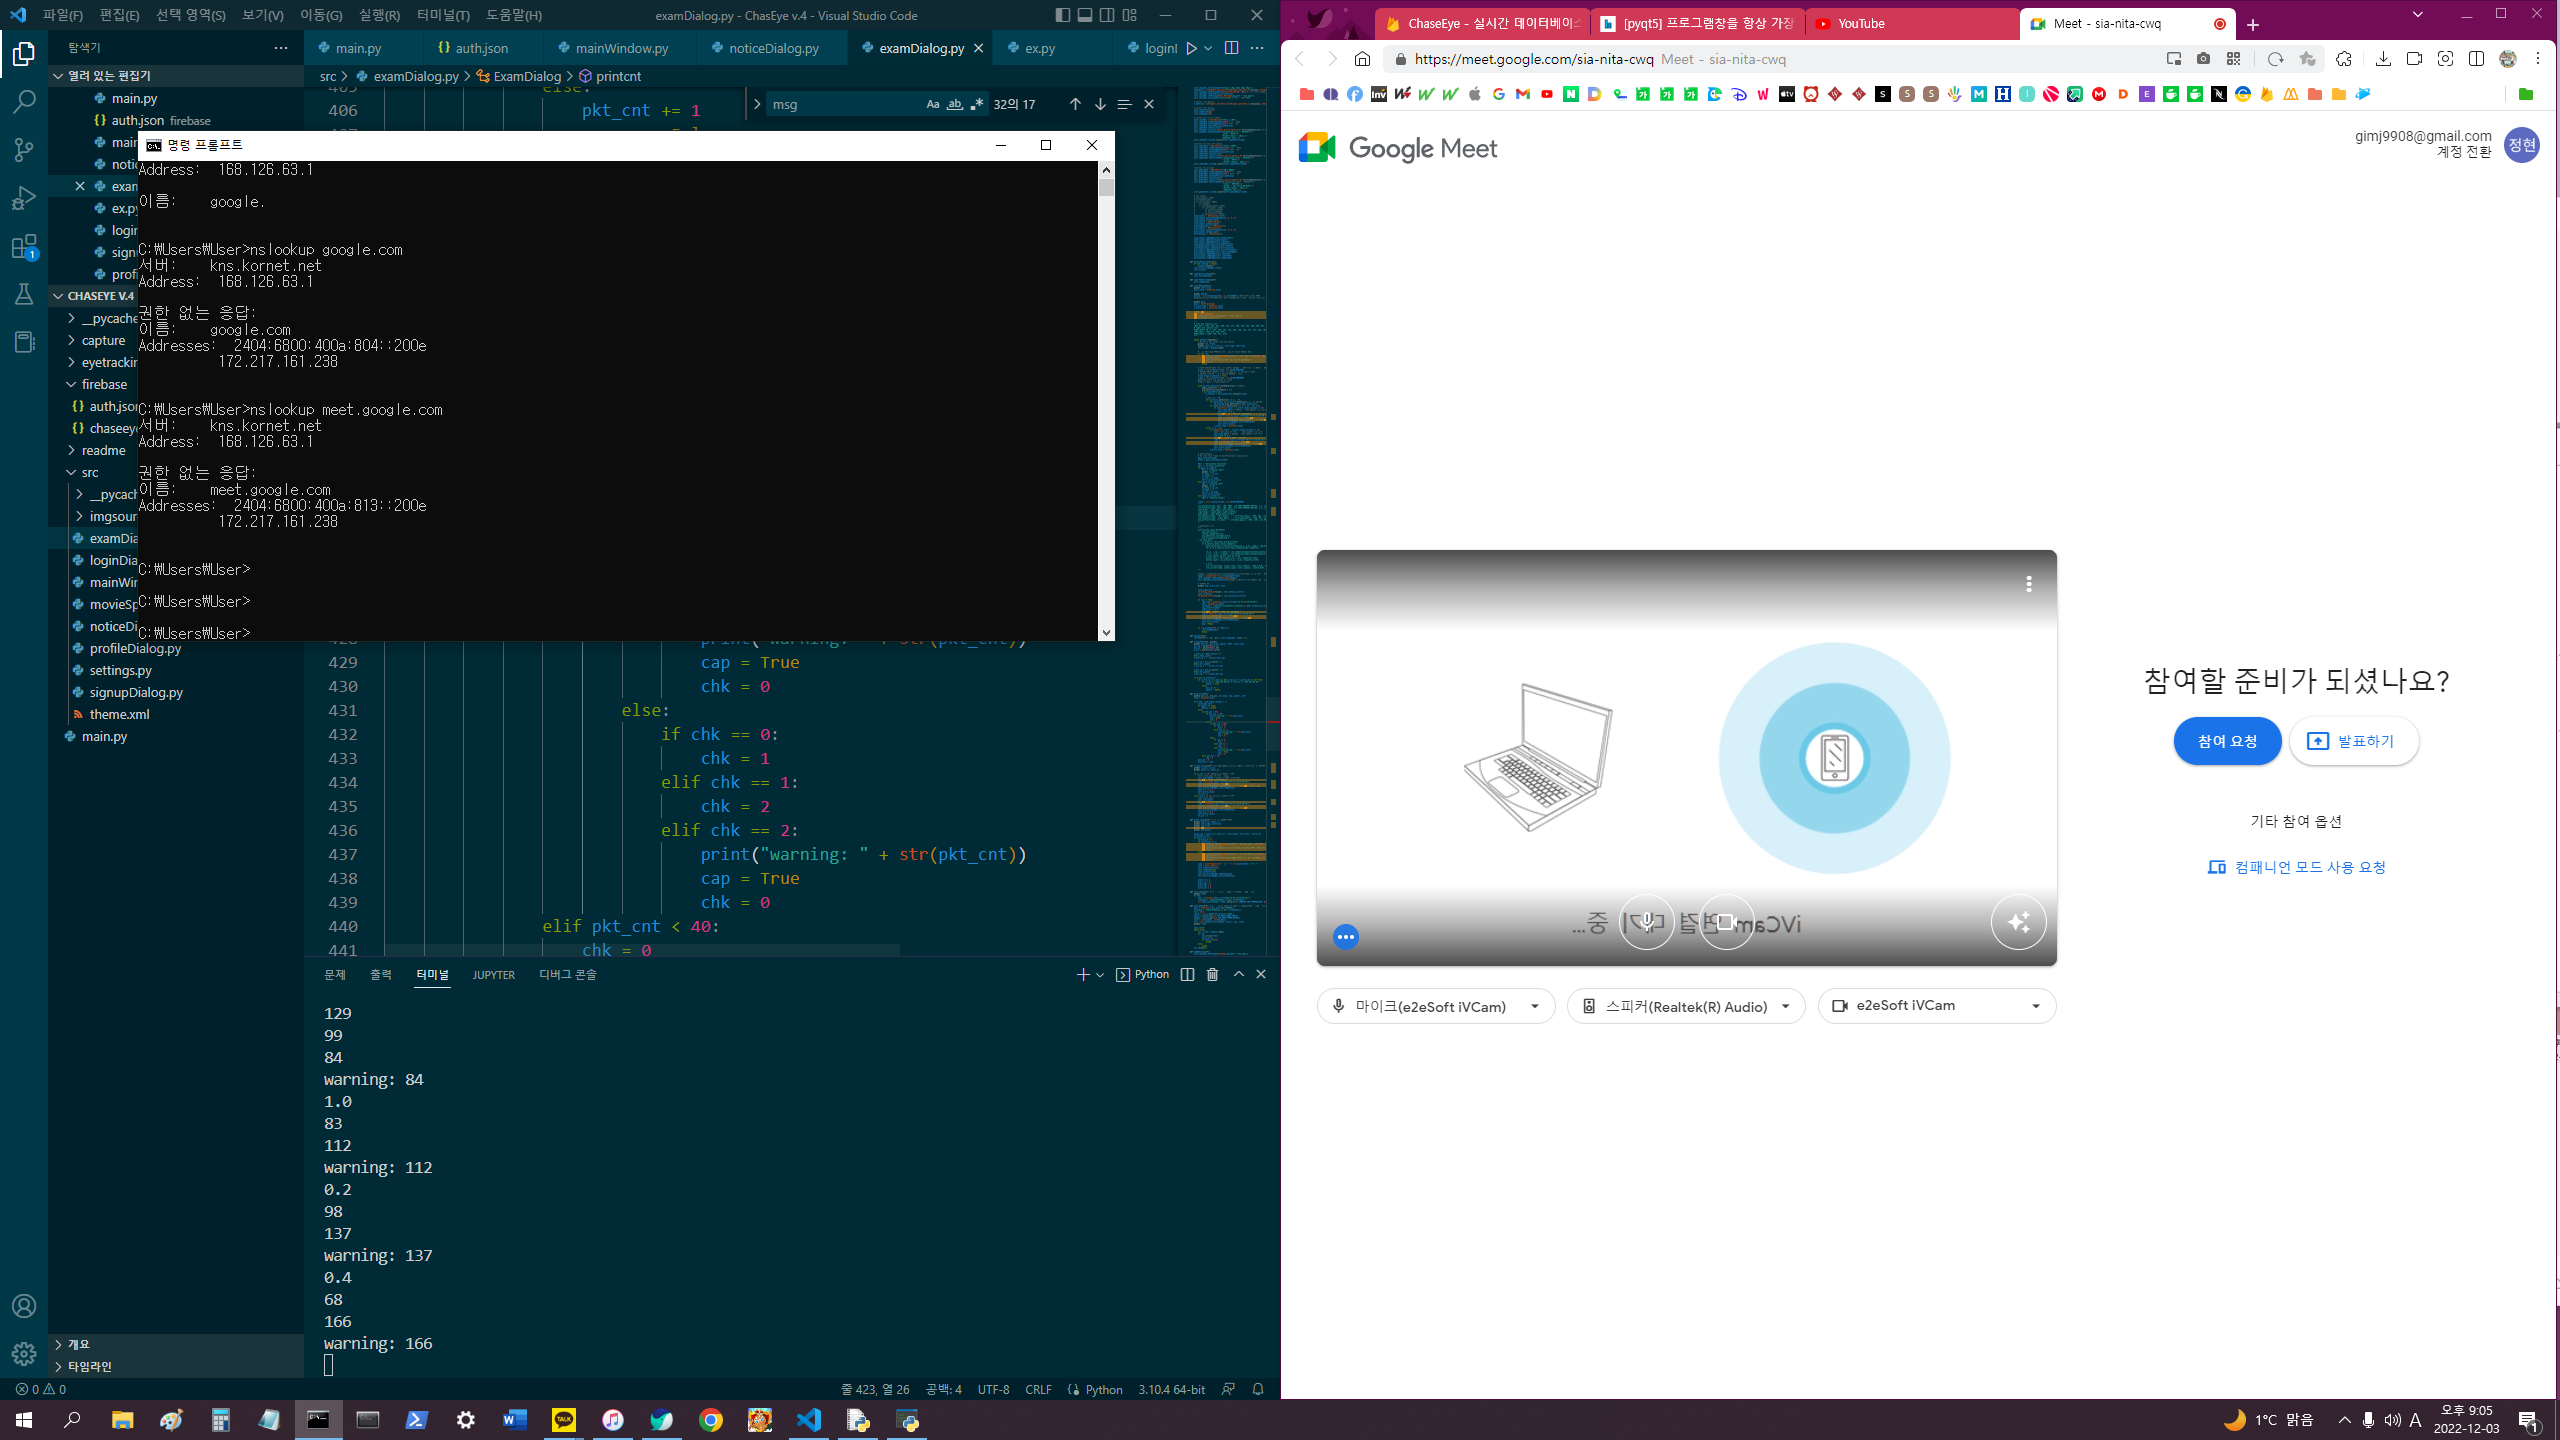 파일(F) 편집(E) 선택 영역(S) 보기(V) 이동(G) 실행(R) 터미널(T) 도움말(H)
examDialog.py - ChasEye v.4 - Visual Studio Code
탐색기
main.py
auth.json
mainWindow.py
noticeDialog.py
examDialog.py
ex.py
loginI
src > examDialog.py > ExamDialog > printcnt
열려 있는 편집기
main.py
auth.json firebase
main
notic
exam
ex.py
login
sign
profi
CHASEYE V.4
__pycache
capture
eyetrackin
firebase
auth.json
chaseeye
readme
src
__pycach
imgsour
examDia
loginDia
mainWin
movieSp
noticeDi
profileDialog.py
settings.py
signupDialog.py
theme.xml
main.py
개요
타임라인
msg
Aa ab
32의 17
405 else:
406 pkt_cnt += 1
명령 프롬프트
Address: 168.126.63.1
이름: google.
C:\Users\User>nslookup google.com
서버: kns.kornet.net
Address: 168.126.63.1
권한 없는 응답:
이름: google.com
Addresses: 2404:6800:400a:804::200e
172.217.161.238
C:\Users\User>nslookup meet.google.com
서버: kns.kornet.net
Address: 168.126.63.1
권한 없는 응답:
이름: meet.google.com
Addresses: 2404:6800:400a:813::200e
172.217.161.238
C:\Users\User>
C:\Users\User>
C:\Users\User>
428 print("warning: " + str(pkt_cnt))
429 cap = True
430 chk = 0
431 else:
432 if chk == 0:
433 chk = 1
434 elif chk == 1:
435 chk = 2
436 elif chk == 2:
437 print("warning: " + str(pkt_cnt))
438 cap = True
439 chk = 0
440 elif pkt_cnt < 40:
441 chk = 0
문제 출력 터미널 JUPYTER 디버그 콘솔
Python
129
99
84
warning: 84
1.0
83
112
warning: 112
0.2
98
137
warning: 137
0.4
68
166
warning: 166
0 0
줄 423, 열 26 공백: 4 UTF-8 CRLF Python 3.10.4 64-bit
ChaseEye - 실시간 데이터베이스
[pyqt5] 프로그램창을 항상 가장
YouTube
Meet - sia-nita-cwq
https://meet.google.com/sia-nita-cwq Meet - sia-nita-cwq
Google Meet
gimj9908@gmail.com
계정 전환
정현
iVCam 연결 대기 중...
마이크(e2eSoft iVCam)
스피커(Realtek(R) Audio)
e2eSoft iVCam
참여할 준비가 되셨나요?
참여 요청
발표하기
기타 참여 옵션
컴패니언 모드 사용 요청
1°C 맑음
A
오후 9:05
2022-12-03
1